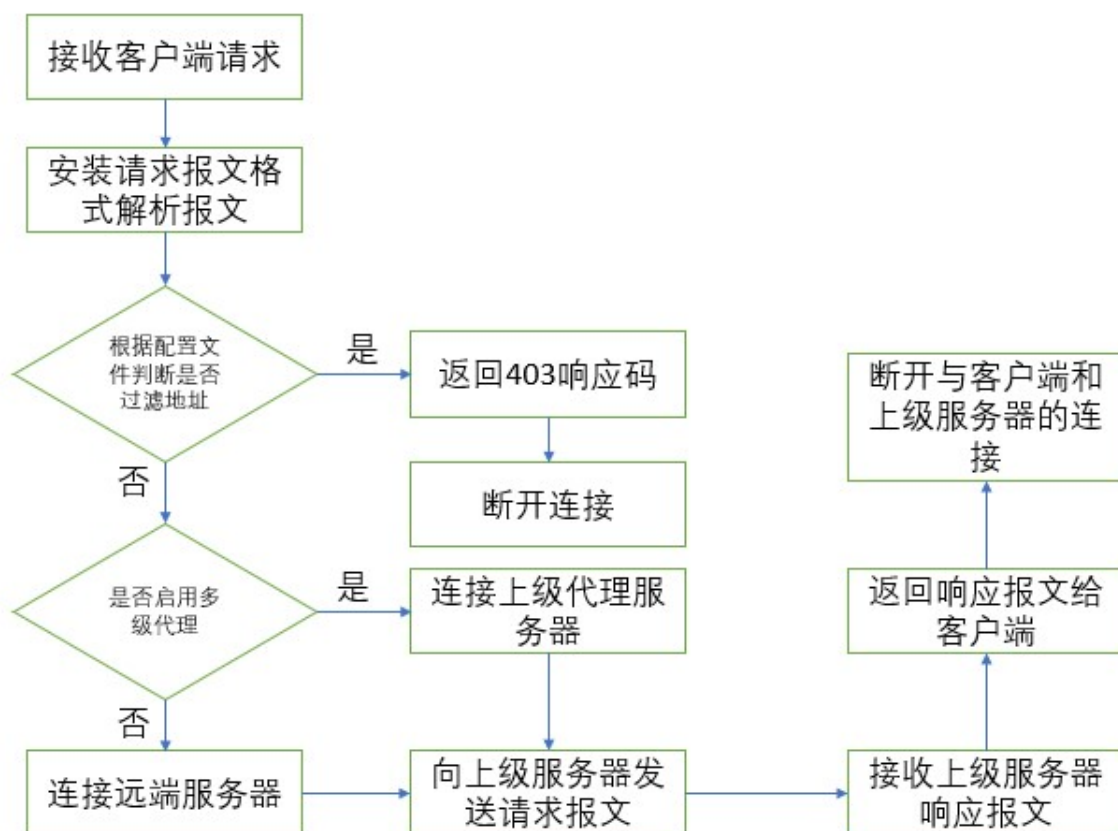 接收客户端请求
安装请求报文格
式解析报文
根据配置文
件判断是否
过滤地址
是
返回403响应码
断开与客户端和
上级服务器的连
接
否
断开连接
是否启用多
级代理
是
连接上级代理服
务器
返回响应报文给
客户端
否
连接远端服务器
向上级服务器发
送请求报文
接收上级服务器
响应报文